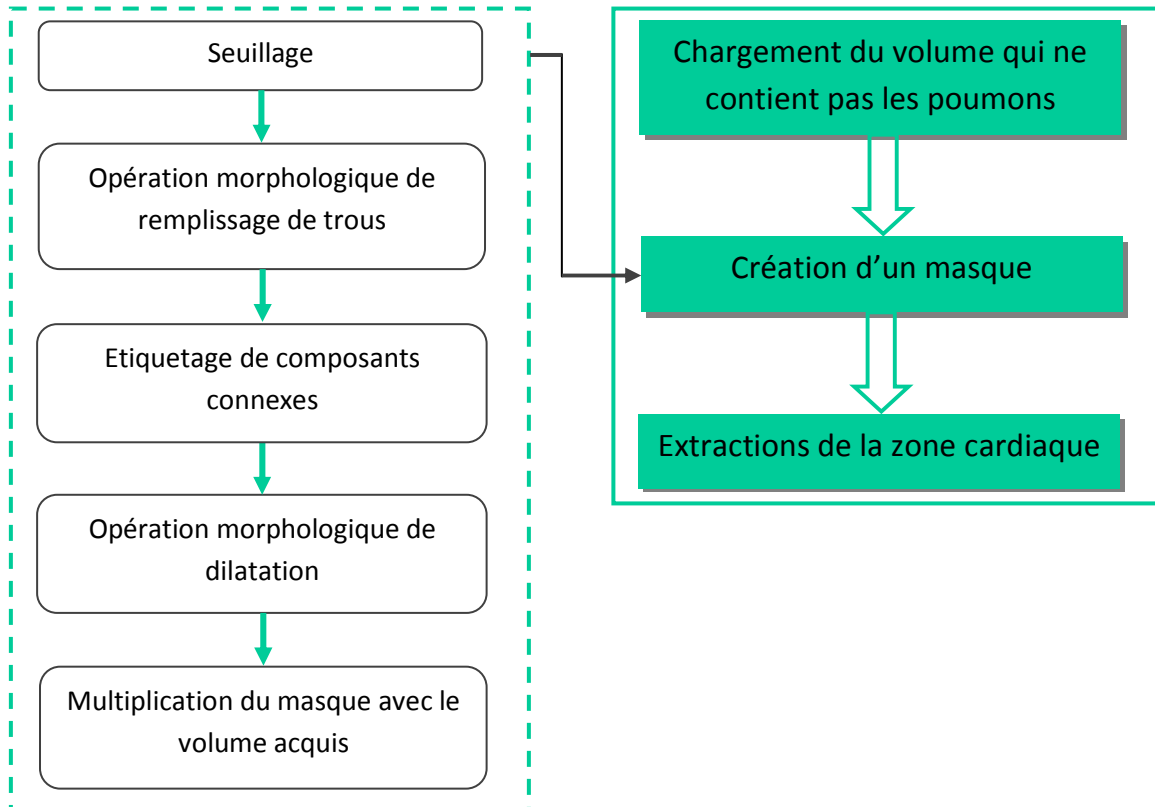 Seuillage
Opération morphologique de
remplissage de trous
Etiquetage de composants
connexes
Opération morphologique de
dilatation
Multiplication du masque avec le
volume acquis
Chargement du volume qui ne
contient pas les poumons
Création d’un masque
Extractions de la zone cardiaque